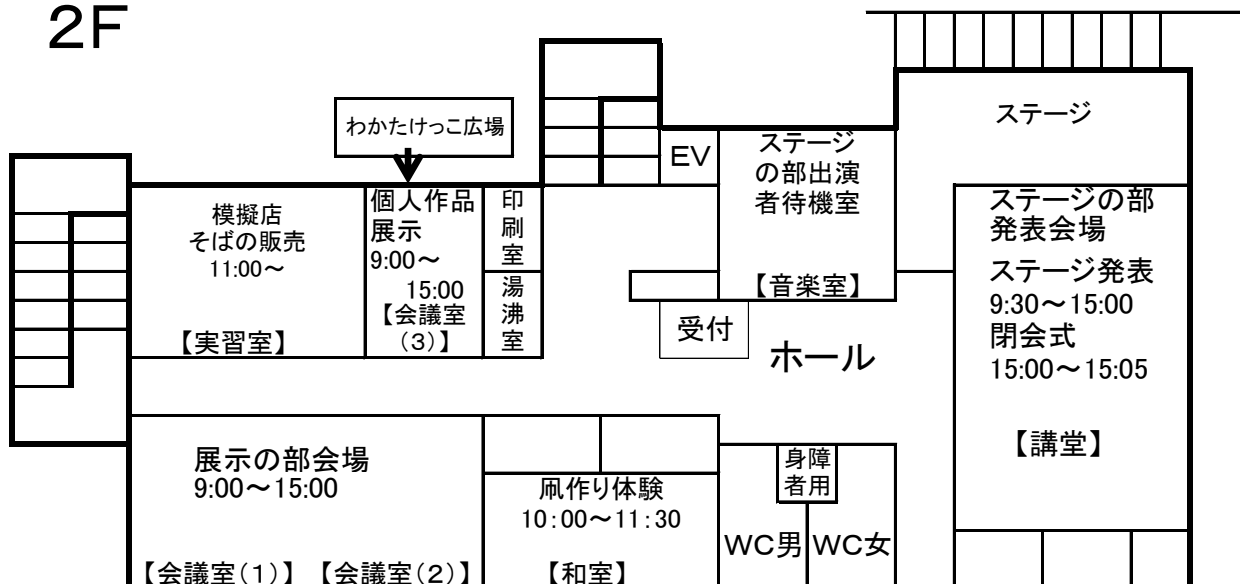 ２Ｆ
わかたけっこ広場
ＥＶ
ステージ
の部出演
者待機室
【音楽室】
ステージ
模擬店
そばの販売
11:00～
【実習室】
個人作品
展示
9:00～
15:00
【会議室
（３）】
印
刷
室
湯
沸
室
受付
ホール
ステージの部
発表会場
ステージ発表
9:30～15:00
閉会式
15:00～15:05
【講堂】
展示の部会場
9:00～15:00
【会議室（１）】 【会議室（２）】
凧作り体験
10：00～11：30
【和室】
身障
者用
ＷＣ男
ＷＣ女